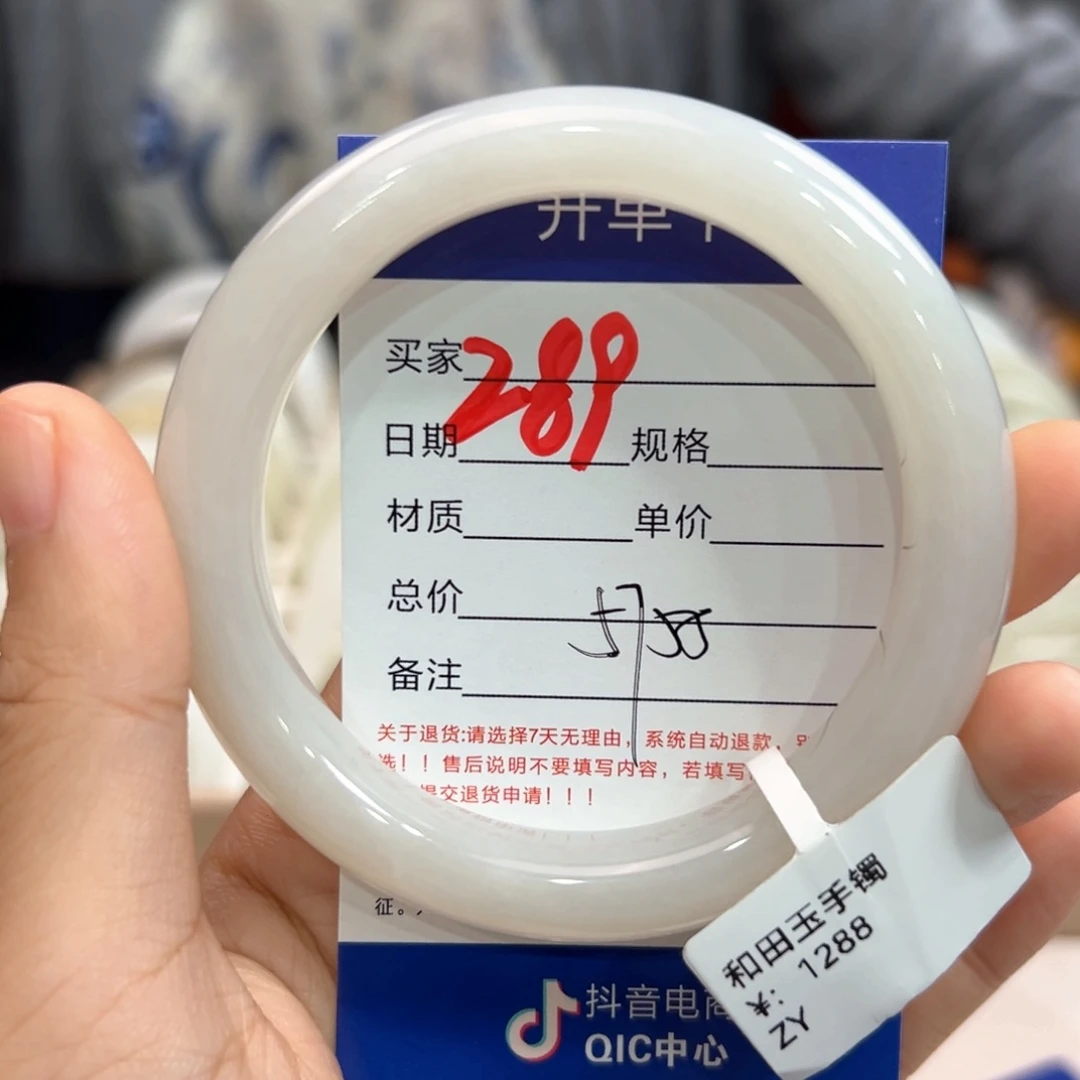 开单
买家 289
日期 规格
材质 单价
总价
备注
关于退货:请选择7天无理由，系统自动退款，
选！！售后说明不要填写内容，若填写
提交退货申请！！！
征。
抖音电商
QIC中心
和田玉手镯
¥: 1288
ZY